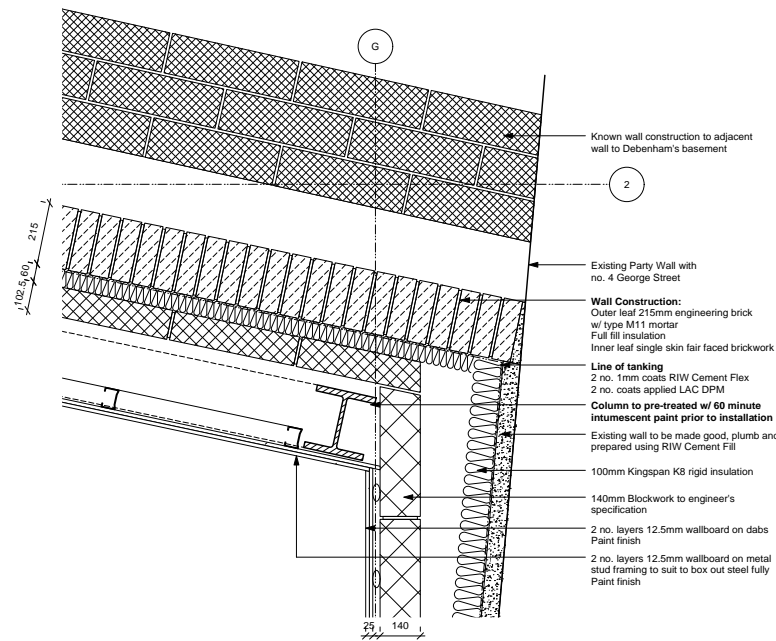 G
Known wall construction to adjacent
wall to Debenham's basement
2
215
60
102.5
Existing Party Wall with
no. 4 George Street
Wall Construction:
Outer leaf 215mm engineering brick
w/ type M11 mortar
Full fill insulation
Inner leaf single skin fair faced brickwork
Line of tanking
2 no. 1mm coats RIW Cement Flex
2 no. coats applied LAC DPM
Column to pre-treated w/ 60 minute
intumescent paint prior to installation
Existing wall to be made good, plumb and
prepared using RIW Cement Fill
100mm Kingspan K8 rigid insulation
140mm Blockwork to engineer's
specification
2 no. layers 12.5mm wallboard on dabs
Paint finish
2 no. layers 12.5mm wallboard on metal
stud framing to suit to box out steel fully
Paint finish
25 140